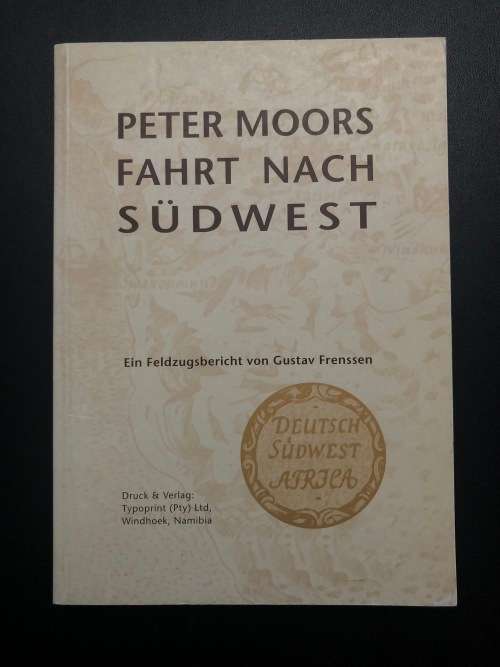 PETER MOORS
FAHRT NACH
SÜDWEST
Ein Feldzugsbericht von Gustav Frenssen
DEUTSCH
SÜDWEST
AFRICA
Druck & Verlag:
Typoprint (Pty) Ltd,
Windhoek, Namibia